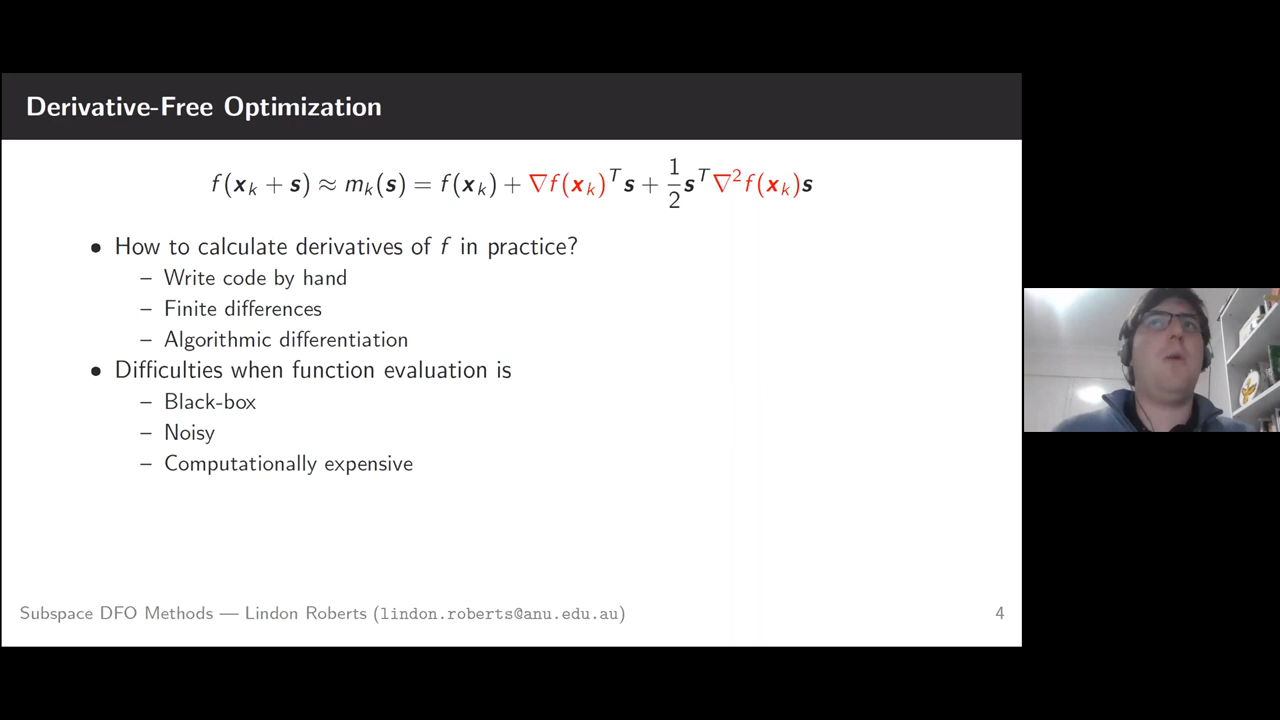 Derivative-Free Optimization
f(x_k + s) ≈ m_k(s) = f(x_k) + ∇f(x_k)^T s + 1/2 s^T ∇²f(x_k)s
• How to calculate derivatives of f in practice?
– Write code by hand
– Finite differences
– Algorithmic differentiation
• Difficulties when function evaluation is
– Black-box
– Noisy
– Computationally expensive
Subspace DFO Methods — Lindon Roberts (lindon.roberts@anu.edu.au) 4